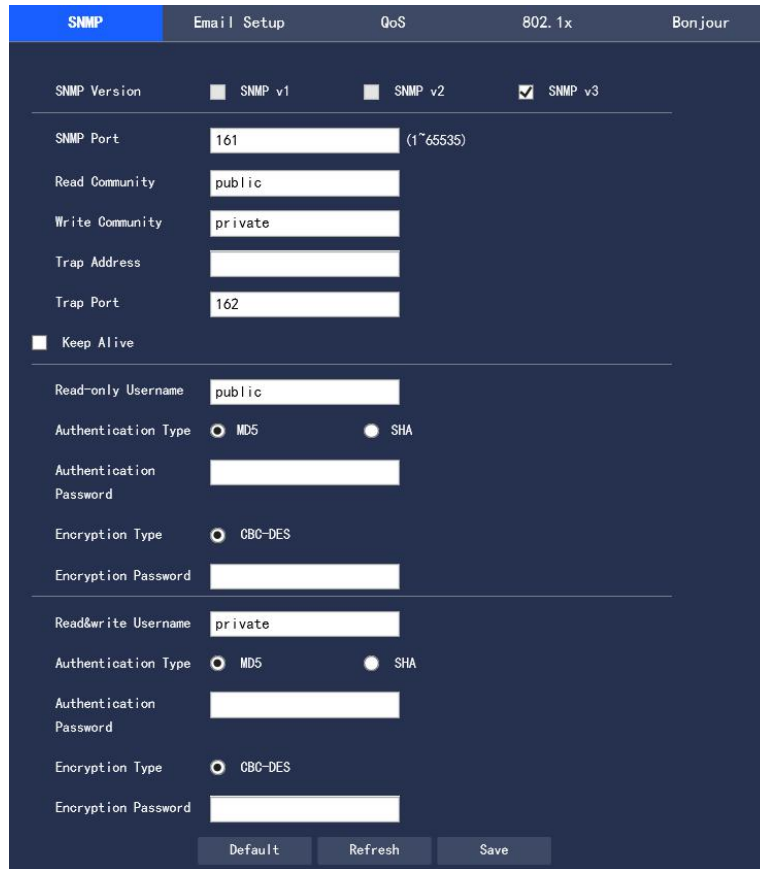 SNMP Email Setup QoS 802.1x Bonjour
SNMP Version SNMP v1 SNMP v2 SNMP v3
SNMP Port 161 (1~65535)
Read Community public
Write Community private
Trap Address
Trap Port 162
Keep Alive
Read-only Username public
Authentication Type MD5 SHA
Authentication
Password
Encryption Type CBC-DES
Encryption Password
Read&write Username private
Authentication Type MD5 SHA
Authentication
Password
Encryption Type CBC-DES
Encryption Password
Default Refresh Save